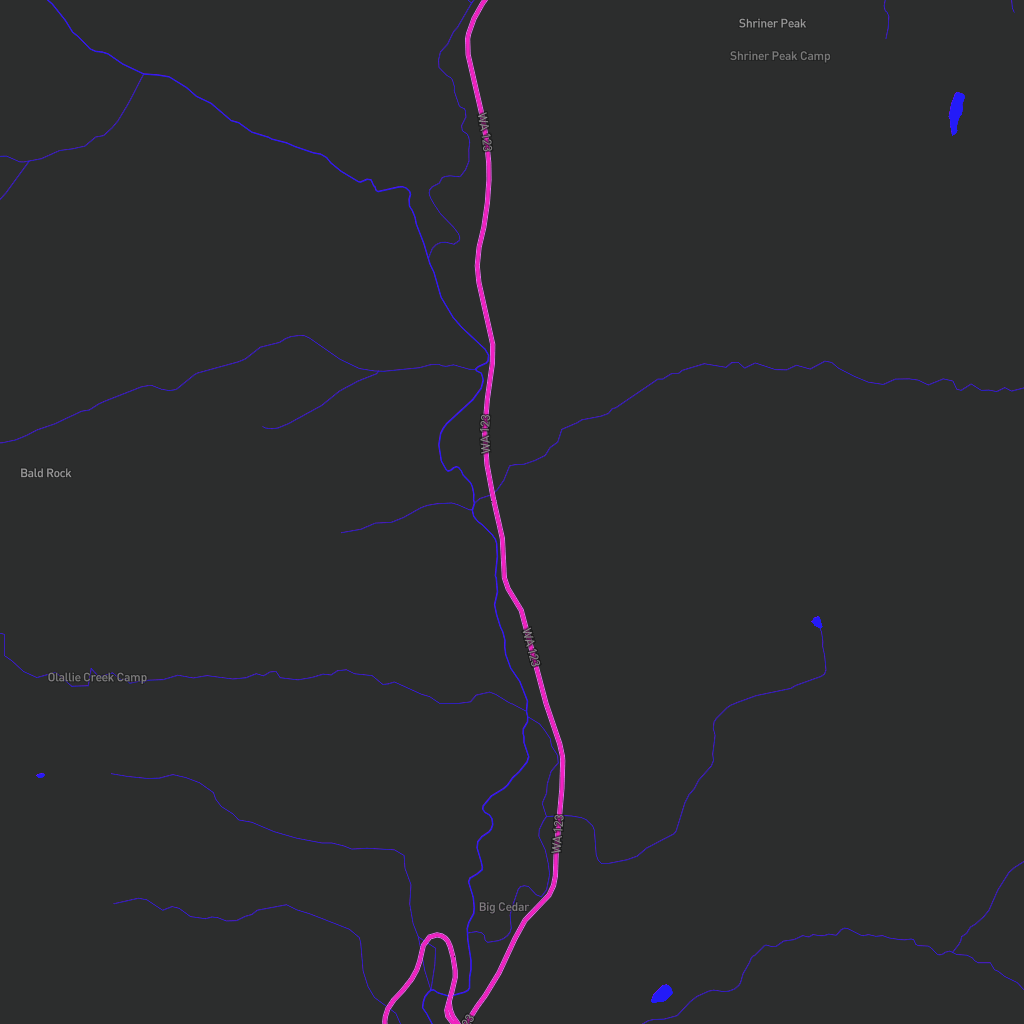 Shriner Peak
Shriner Peak Camp
WA 123
WA 123
Bald Rock
WA 123
Olallie Creek Camp
WA 123
Big Cedar
23